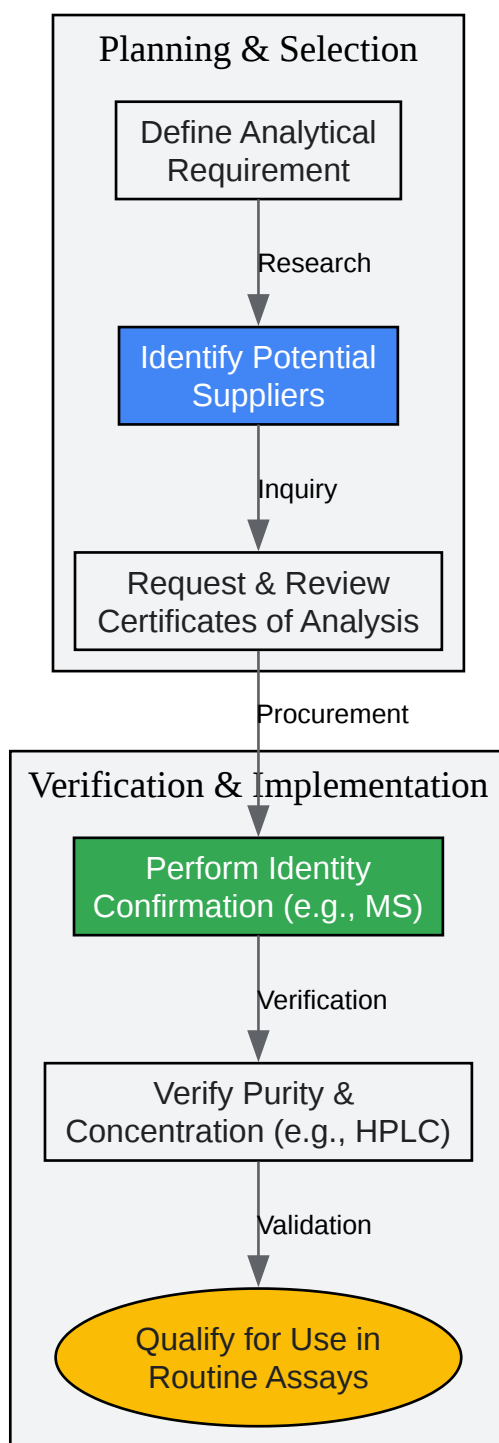 Planning & Selection
Define Analytical
Requirement
Research
Identify Potential
Suppliers
Inquiry
Request & Review
Certificates of Analysis
Procurement
Verification & Implementation
Perform Identity
Confirmation (e.g., MS)
Verification
Verify Purity &
Concentration (e.g., HPLC)
Validation
Qualify for Use in
Routine Assays